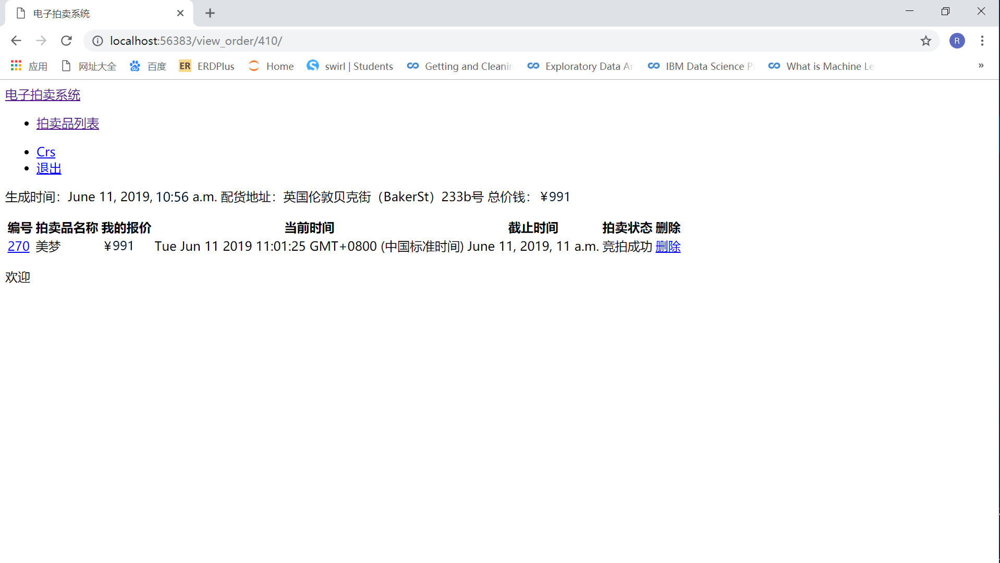 电子拍卖系统
localhost:56383/view_order/410/
R
应用 网址大全 du 百度 ER ERDPlus Home swirl | Students Getting and Cleanin Exploratory Data An IBM Data Science P What is Machine Le »
电子拍卖系统
拍卖品列表
Crs
退出
生成时间：June 11, 2019, 10:56 a.m. 配货地址：英国伦敦贝克街（BakerSt）233b号 总价钱：￥991
编号 拍卖品名称 我的报价 当前时间 截止时间 拍卖状态 删除
270 美梦 ￥991 Tue Jun 11 2019 11:01:25 GMT+0800 (中国标准时间) June 11, 2019, 11 a.m. 竞拍成功 删除
欢迎